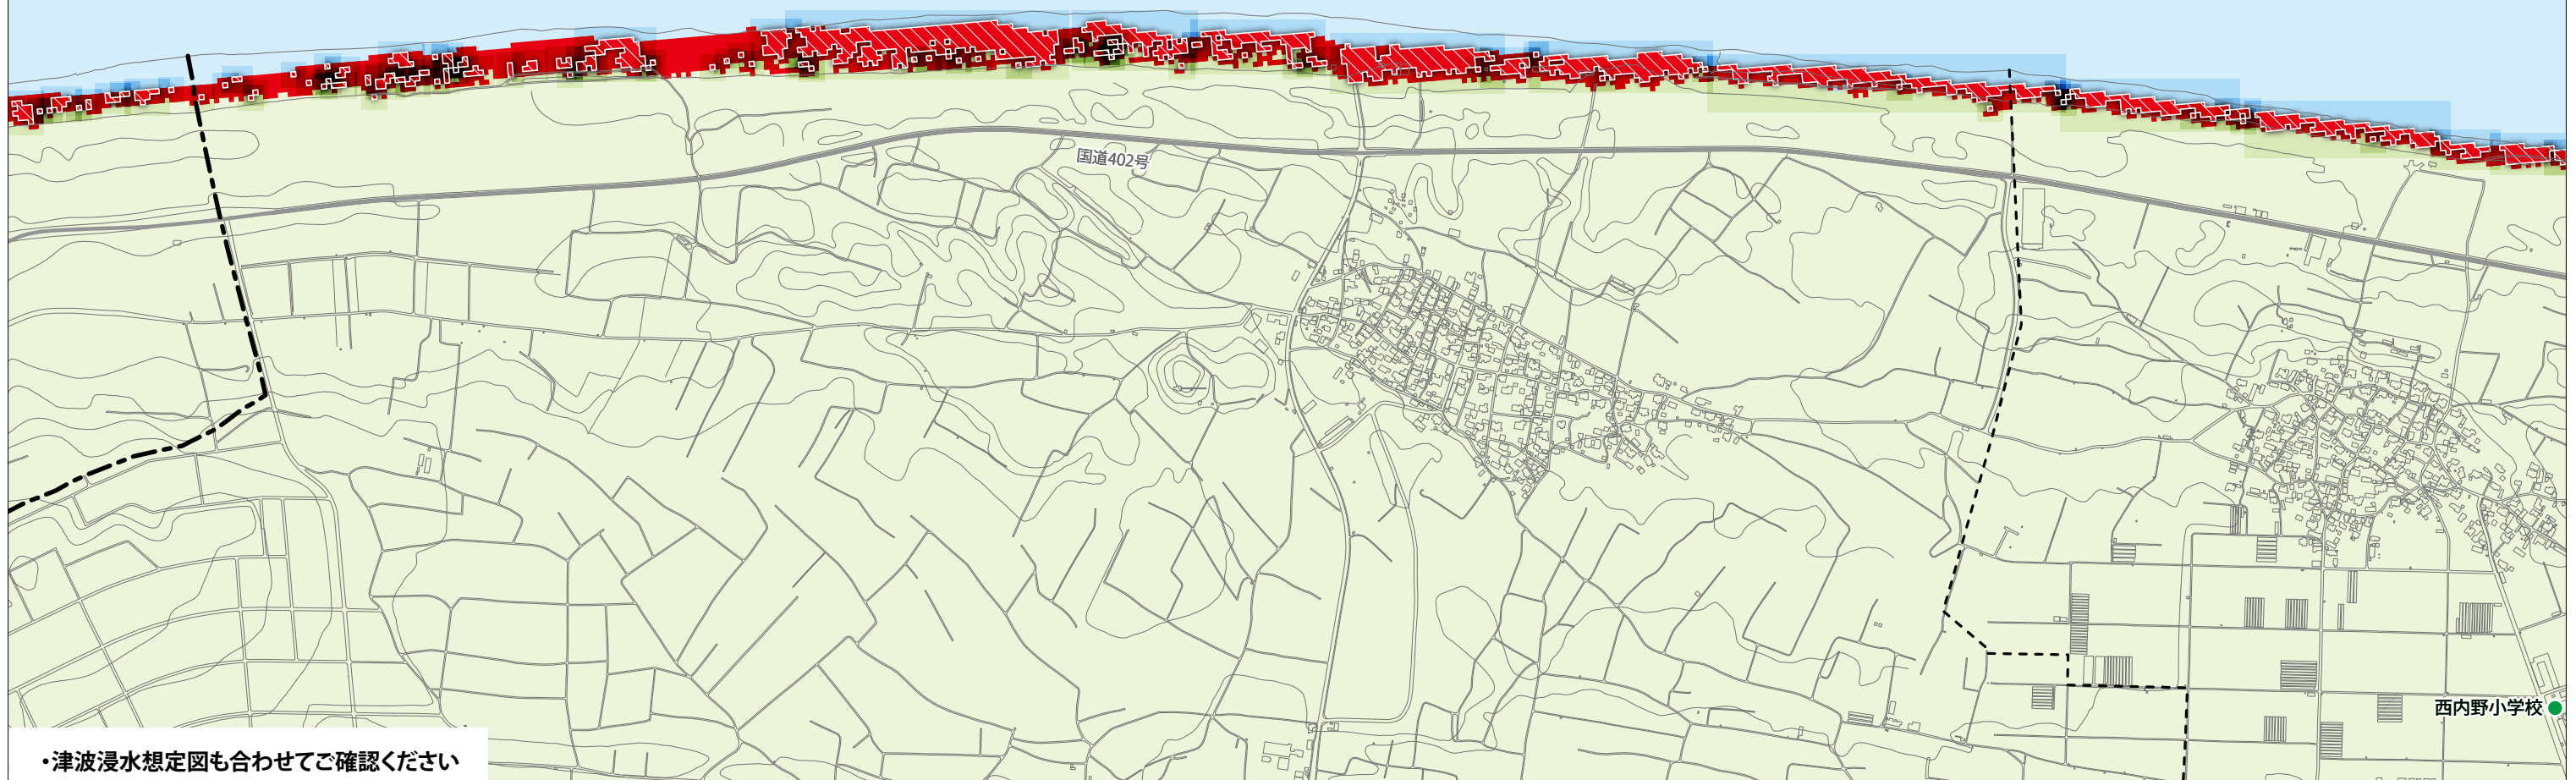 国道402号
西内野小学校
・津波浸水想定図も合わせてご確認ください